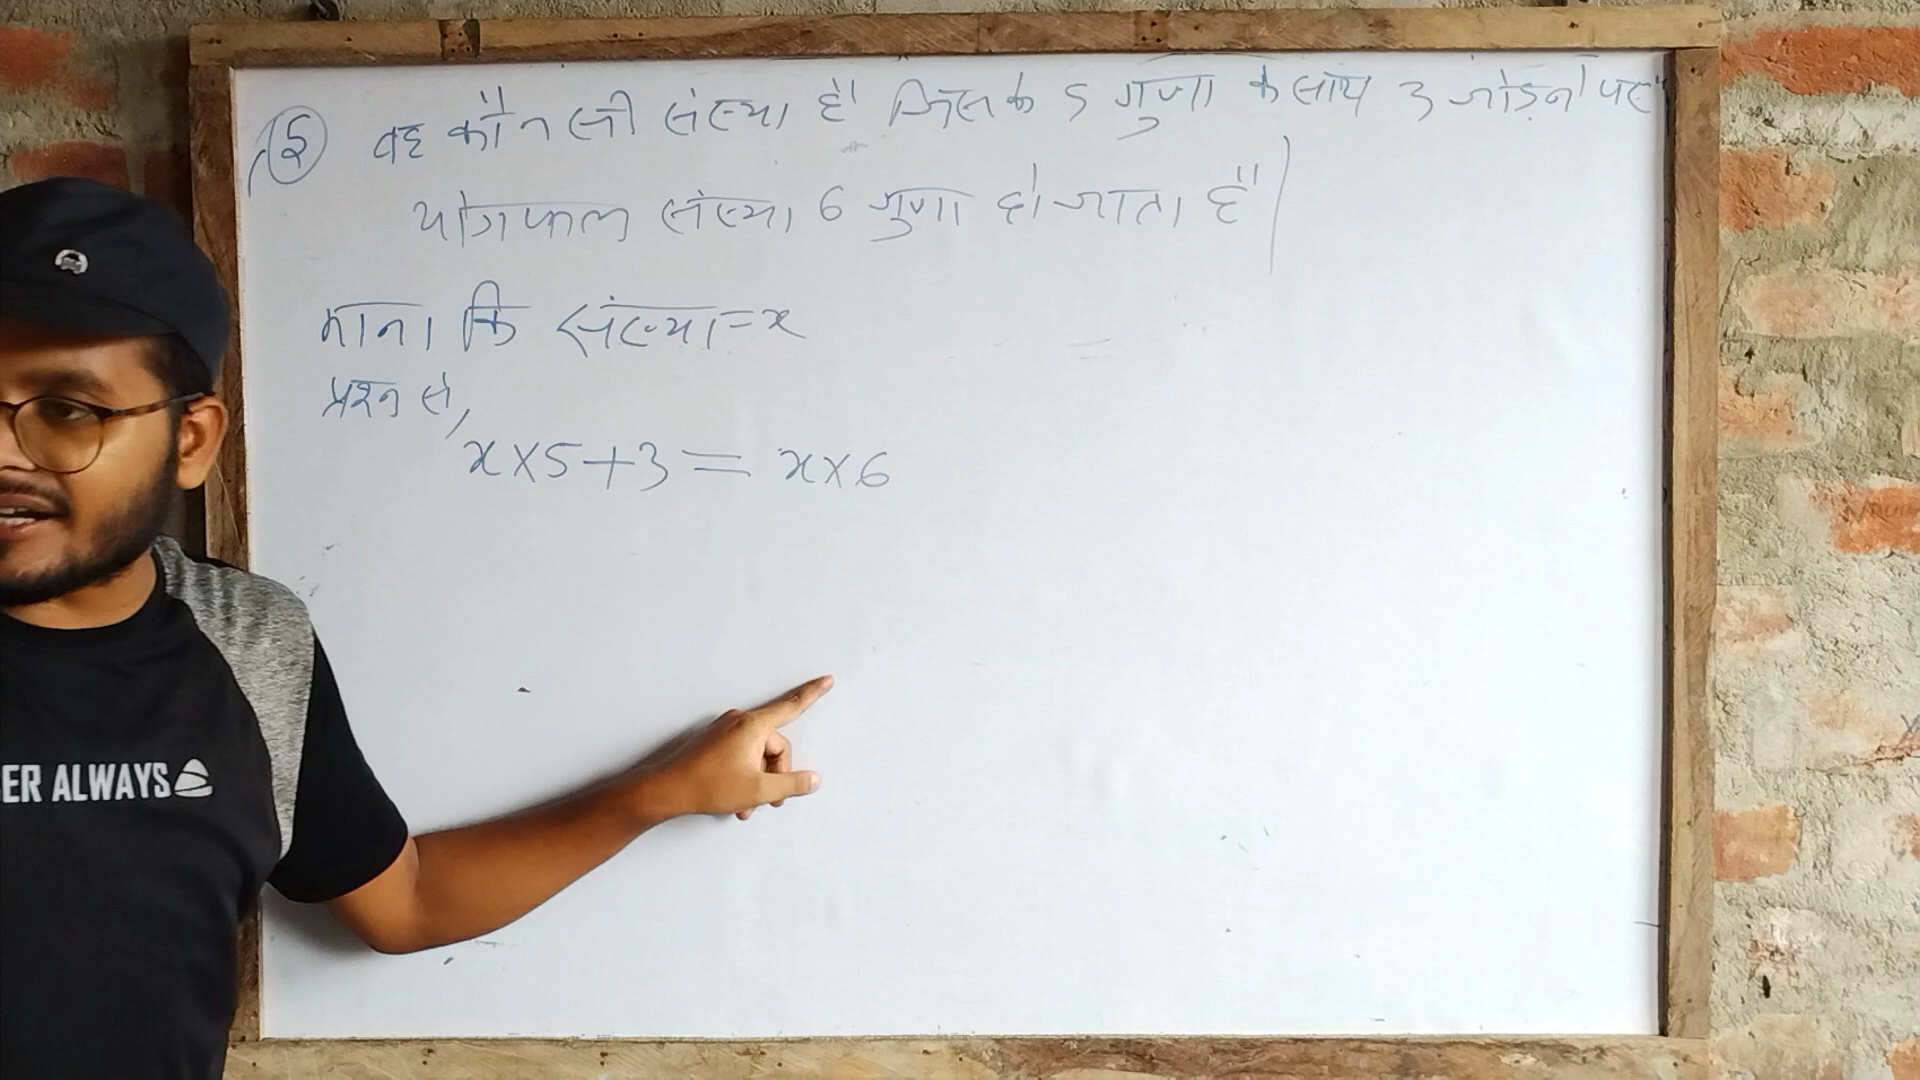 (5) वह कौन सी संख्या है जिसके 5 गुणा के साथ 3 जोड़ने पर
योगफल संख्या 6 गुणा हो जाता है|
माना कि संख्या=x
प्रश्न से,
x×5+3=x×6
ER ALWAYS